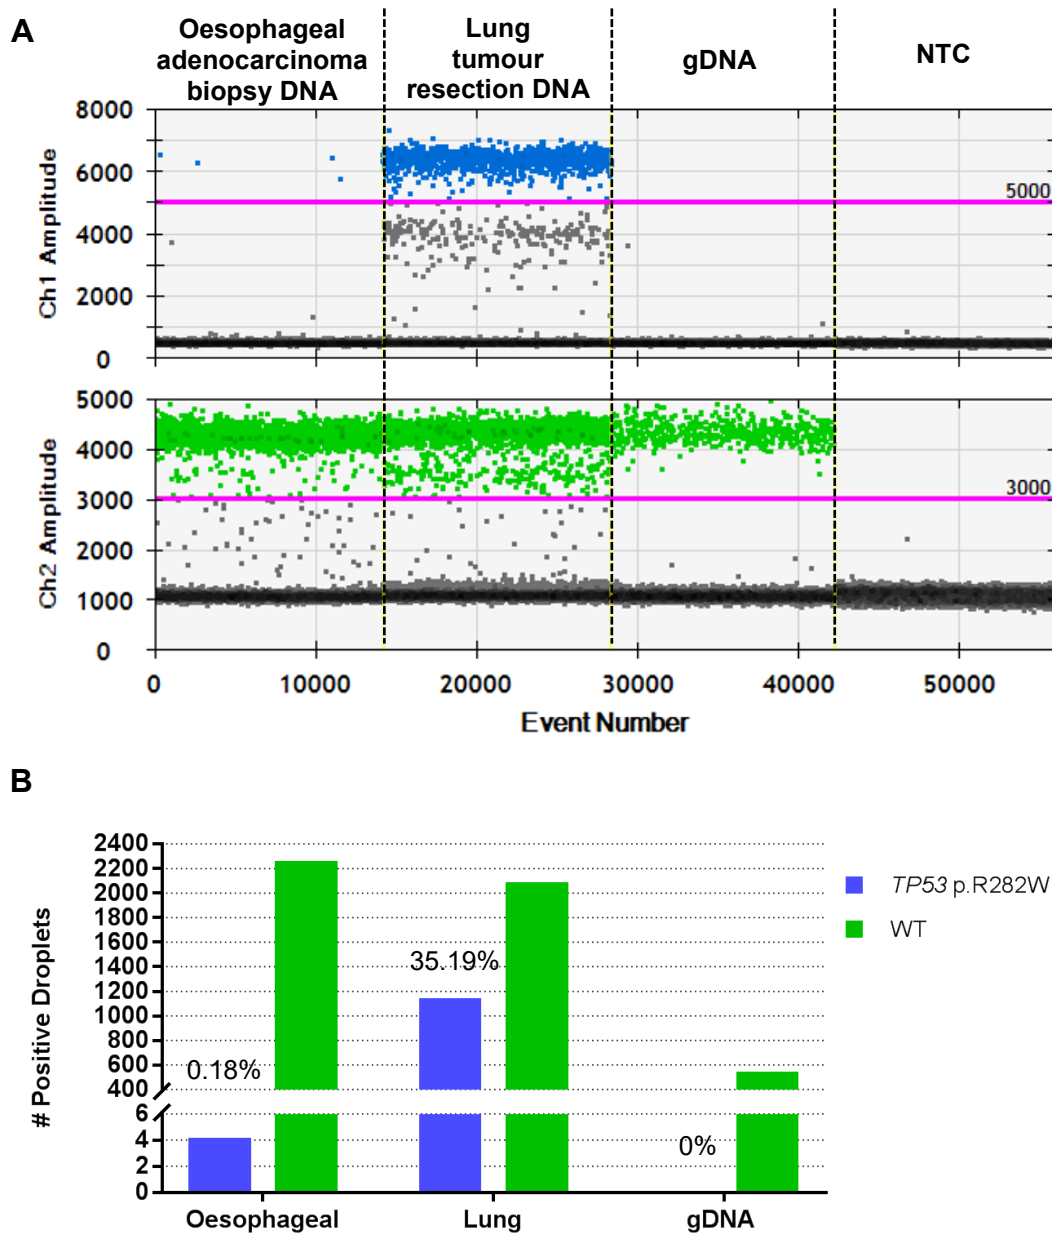 A
Oesophageal
adenocarcinoma
biopsy DNA
Lung
tumour
resection DNA
gDNA
NTC
Ch1 Amplitude
8000
6000
4000
2000
0
5000
Ch2 Amplitude
5000
4000
3000
2000
1000
0
3000
0 10000 20000 30000 40000 50000
Event Number
B
# Positive Droplets
2400
2200
2000
1800
1600
1400
1200
1000
800
600
400
6
4
2
0
0.18%
35.19%
0%
TP53 p.R282W
WT
Oesophageal Lung gDNA